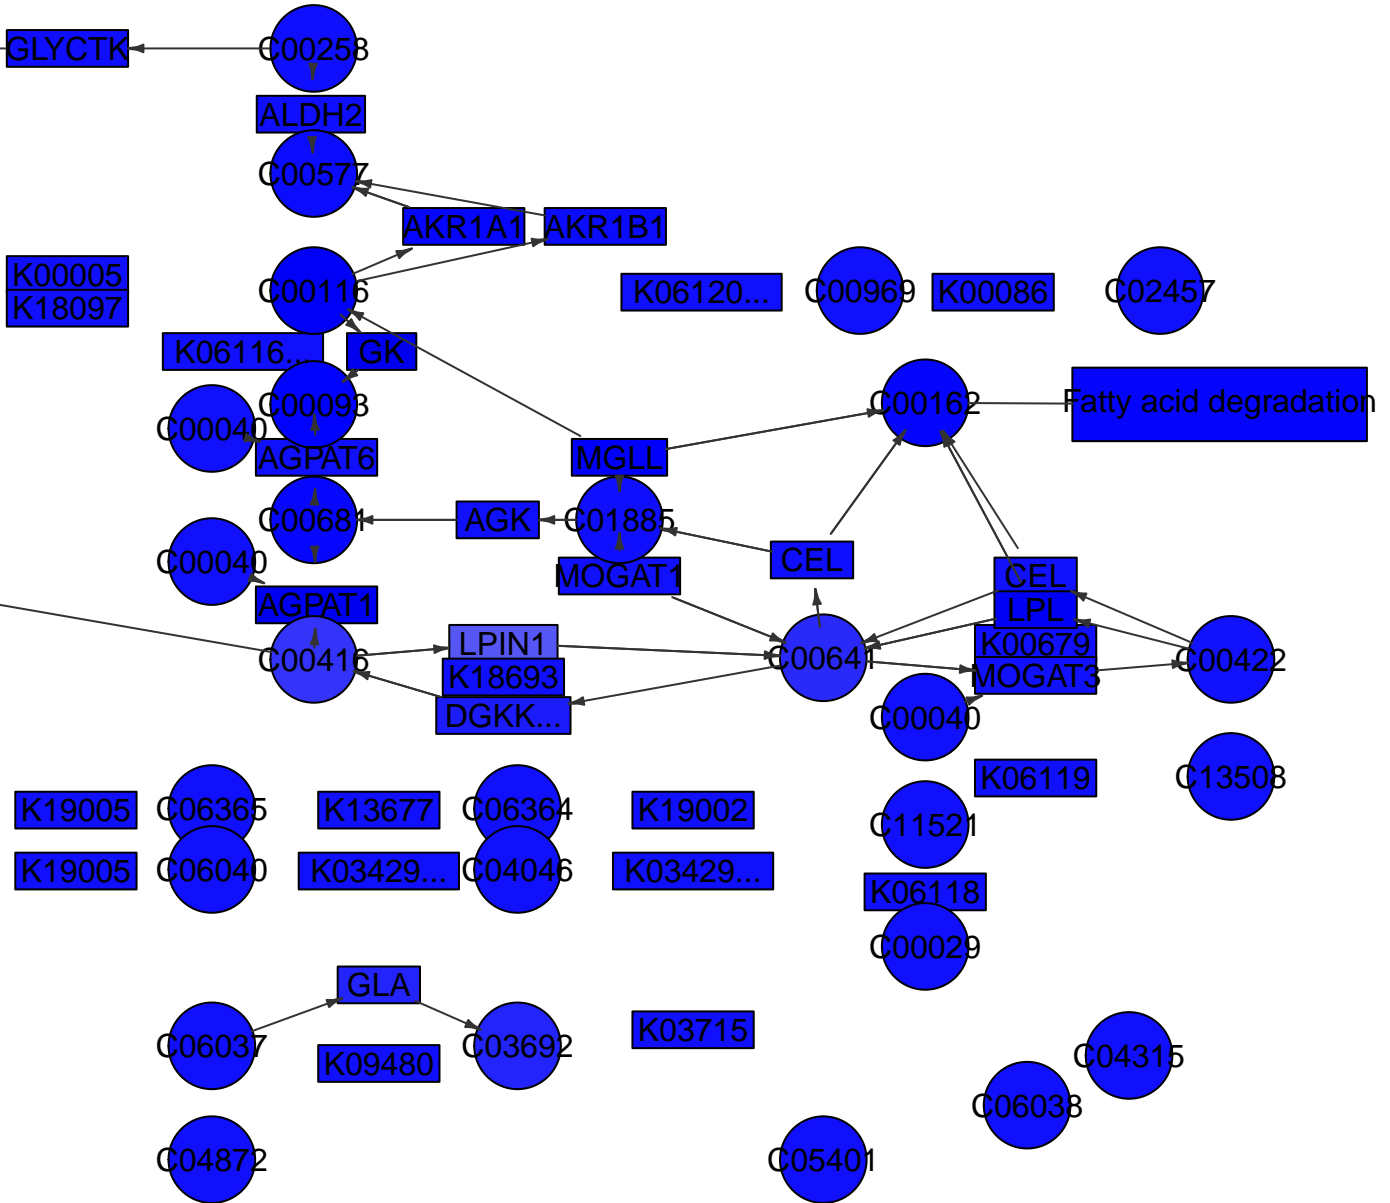 GLYCTK
C00258
ALDH2
C00577
AKR1A1
AKR1B1
K00005
C00116
K06120...
C00969
K00086
C02457
K18097
K06116...
GK
C00093
C00162
Fatty acid degradation
C00040
AGPAT6
MGLL
C00681
AGK
C01885
C00040
MOGAT1
CEL
CEL
AGPAT1
LPL
LPIN1
K00679
C00416
C00641
C00422
K18693
MOGAT3
DGKK...
C00040
K06119
C13508
K19005
C06365
K13677
C06364
K19002
C11521
K19005
C06040
K03429...
C04046
K03429...
K06118
C00029
GLA
K03715
C06037
C03692
C04315
K09480
C06038
C04872
C05401